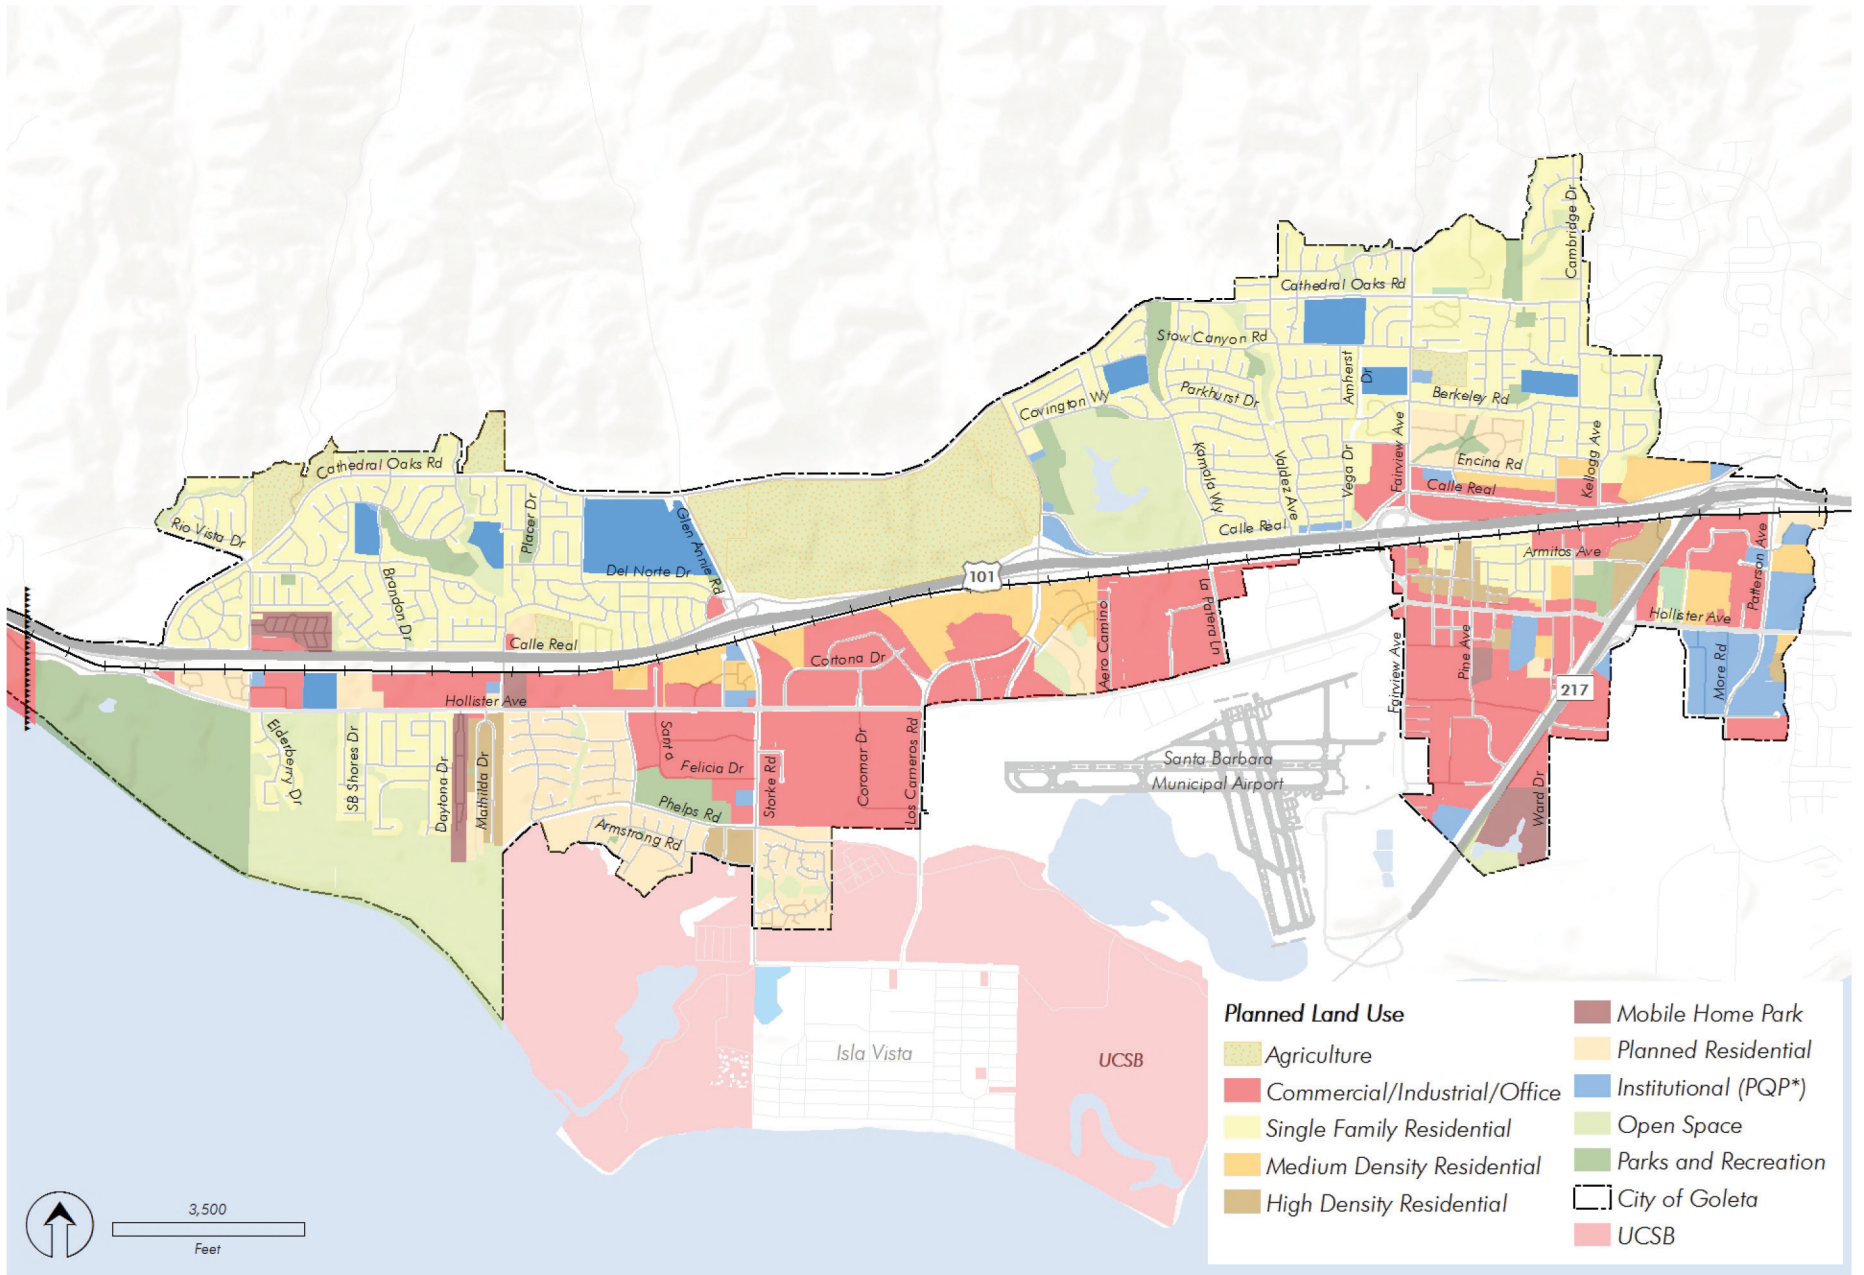 Cambridge Dr
Cathedral Oaks Rd
Stow Canyon Rd
Amherst
Dr
Parkhurst Dr
Berkeley Rd
Covington Wy
Fairview Ave
Kellogg Ave
Kamala Wy
Valdez Ave
Vega Dr
Encina Rd
Calle Real
Cathedral Oaks Rd
Placer Dr
Rio Vista Dr
Glen Annie Rd
Calle Real
Patterson Ave
Armitos Ave
Del Norte Dr
101
Brandon Dr
La Patera Ln
Aero Camino
Hollister Ave
Calle Real
Cortona Dr
Fairview Ave
Pine Ave
More Rd
217
Hollister Ave
Elderberry Dr
SB Shores Dr
Daytona Dr
Mathilda Dr
Santa
Felicia Dr
Storke Rd
Coromar Dr
Los Carneros Rd
Santa Barbara
Municipal Airport
Phelps Rd
Armstrong Rd
Ward Dr
Isla Vista
UCSB
Planned Land Use
Agriculture
Commercial/Industrial/Office
Single Family Residential
Medium Density Residential
High Density Residential
Mobile Home Park
Planned Residential
Institutional (PQP*)
Open Space
Parks and Recreation
City of Goleta
UCSB
3,500
Feet